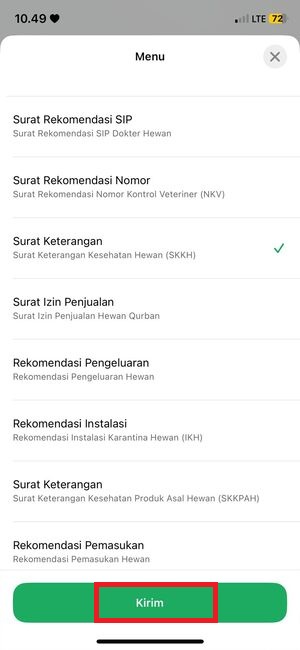 10.49
LTE 72
Menu
Surat Rekomendasi SIP
Surat Rekomendasi SIP Dokter Hewan
Surat Rekomendasi Nomor
Surat Rekomendasi Nomor Kontrol Veteriner (NKV)
Surat Keterangan
Surat Keterangan Kesehatan Hewan (SKKH)
Surat Izin Penjualan
Surat Izin Penjualan Hewan Qurban
Rekomendasi Pengeluaran
Rekomendasi Pengeluaran Hewan
Rekomendasi Instalasi
Rekomendasi Instalasi Karantina Hewan (IKH)
Surat Keterangan
Surat Keterangan Kesehatan Produk Asal Hewan (SKKPAH)
Rekomendasi Pemasukan
Rekomendasi Pemasukan Hewan
Kirim